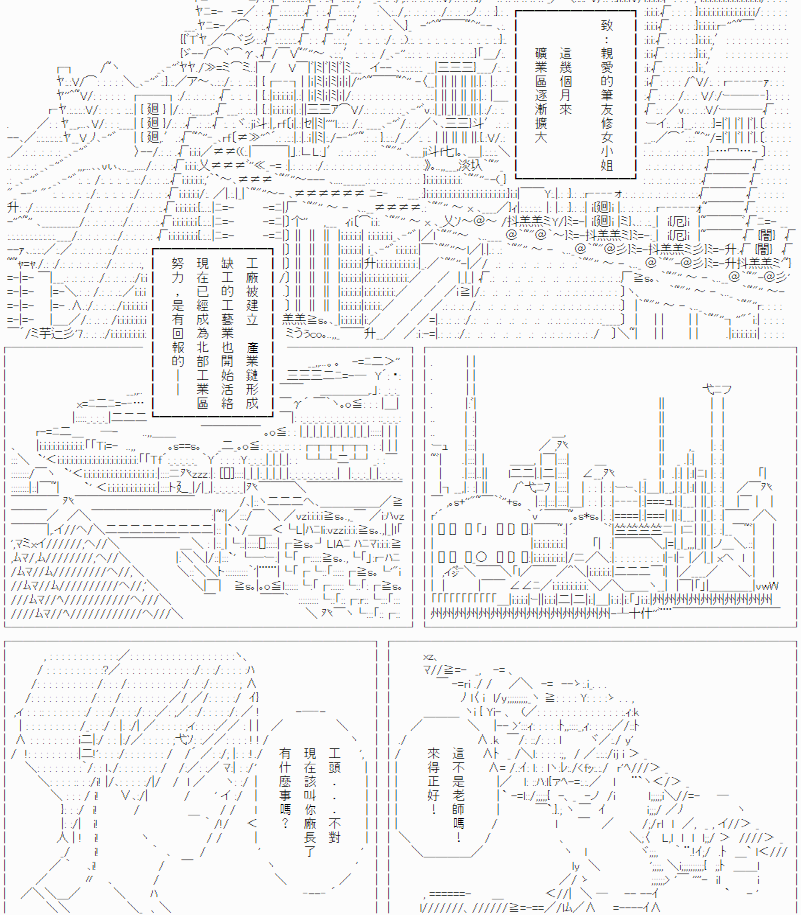 致:親愛的筆友修女小姐
這幾個月來
礦業區逐漸擴大
工廠被建立 產業鏈形成
缺工的工藝業也開始活絡
現在已經成為北部工業區
努力,是有回報的──
工頭...不對
現在該叫你廠長了
有什麼事嗎?
這不是老師嗎!
來得正好!